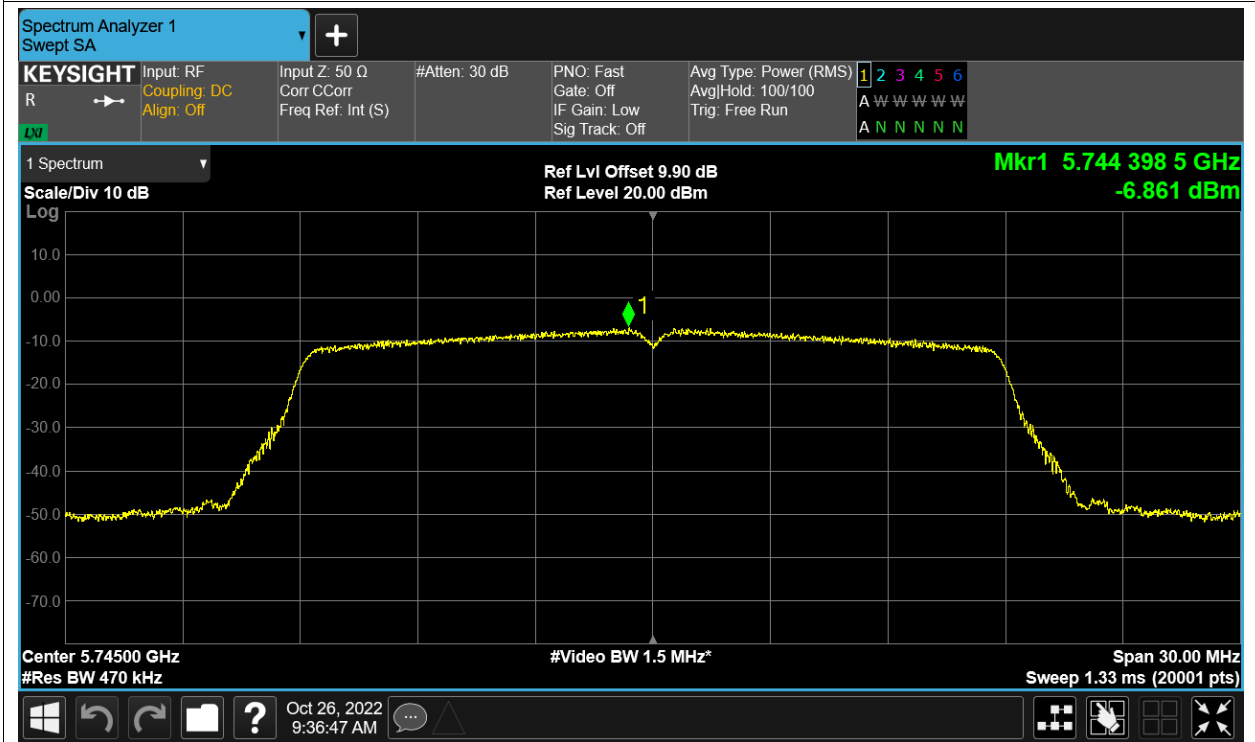 Spectrum Analyzer 1
Swept SA
+
KEYSIGHT
R
LXI
Input: RF
Coupling: DC
Align: Off
Input Z: 50 Ω
Corr CCorr
Freq Ref: Int (S)
#Atten: 30 dB
PNO: Fast
Gate: Off
IF Gain: Low
Sig Track: Off
Avg Type: Power (RMS)
Avg|Hold: 100/100
Trig: Free Run
1 2 3 4 5 6
A W W W W W
A N N N N N
1 Spectrum
Scale/Div 10 dB
Ref Lvl Offset 9.90 dB
Ref Level 20.00 dBm
Mkr1 5.744 398 5 GHz
-6.861 dBm
Log
10.0
0.00
-10.0
-20.0
-30.0
-40.0
-50.0
-60.0
-70.0
1
Center 5.74500 GHz
#Res BW 470 kHz
#Video BW 1.5 MHz*
Span 30.00 MHz
Sweep 1.33 ms (20001 pts)
?
Oct 26, 2022
9:36:47 AM